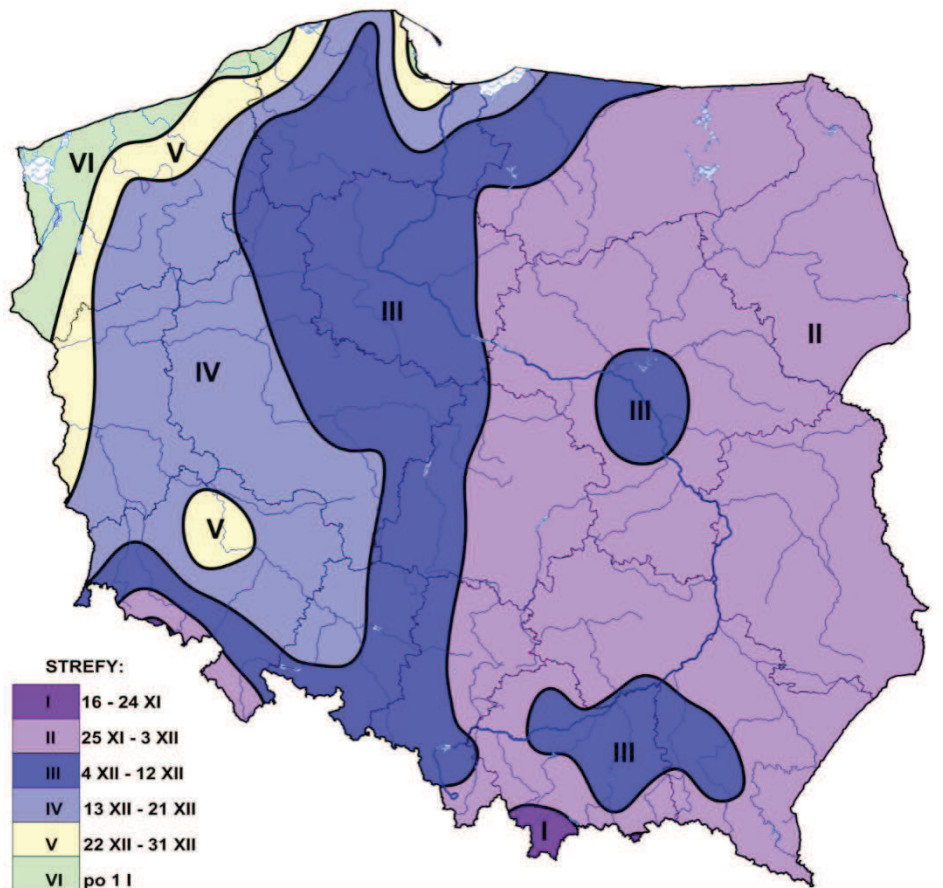 VI
V
III
II
IV
III
V
III
I
STREFY:
I 16 - 24 XI
II 25 XI - 3 XII
III 4 XII - 12 XII
IV 13 XII - 21 XII
V 22 XII - 31 XII
VI po 1 I